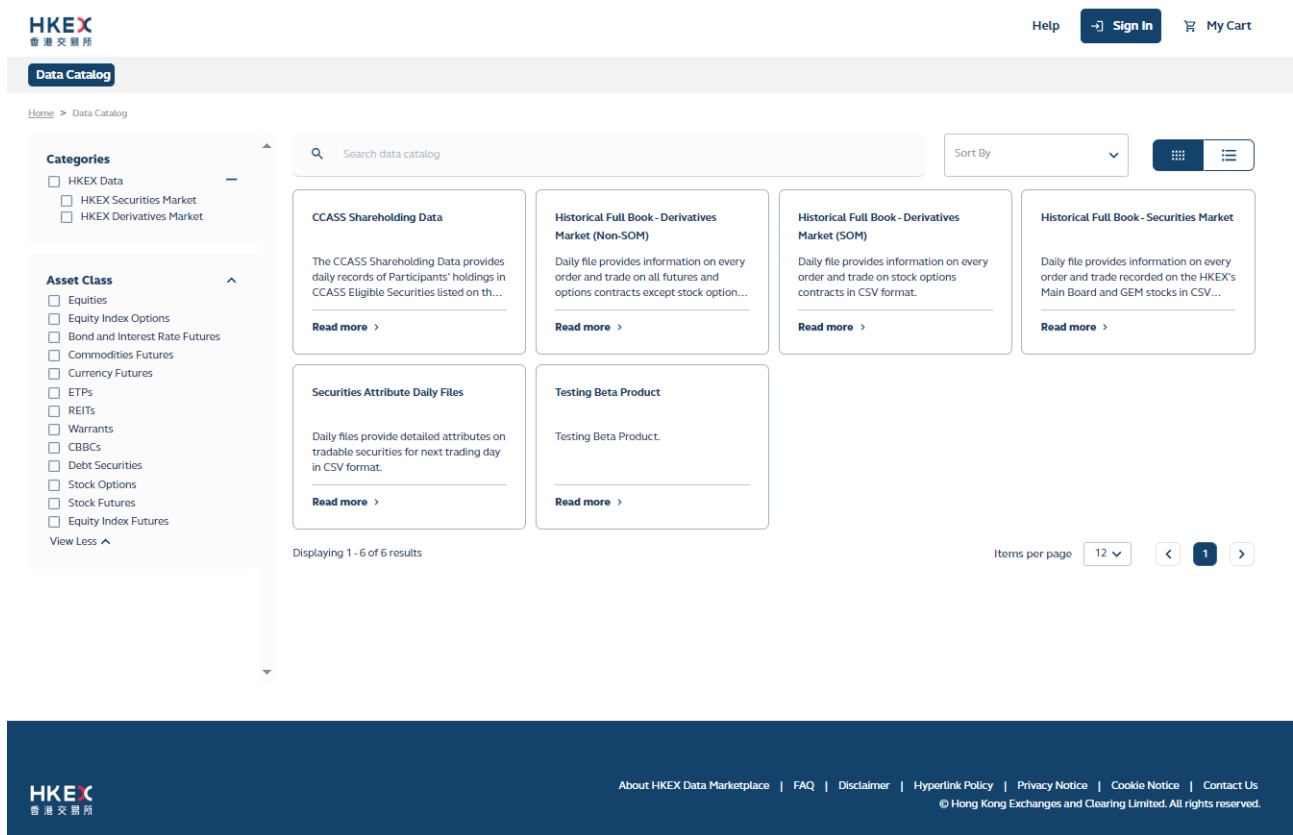 HKEX
香港交易所
Help
Sign In
My Cart
Data Catalog
Home > Data Catalog
Categories
HKEX Data
HKEX Securities Market
HKEX Derivatives Market
Asset Class
Equities
Equity Index Options
Bond and Interest Rate Futures
Commodities Futures
Currency Futures
ETPs
REITs
Warrants
CBBCs
Debt Securities
Stock Options
Stock Futures
Equity Index Futures
View Less
Search data catalog
Sort By
CCASS Shareholding Data
The CCASS Shareholding Data provides
daily records of Participants' holdings in
CCASS Eligible Securities listed on th...
Read more >
Historical Full Book - Derivatives
Market (Non-SOM)
Daily file provides information on every
order and trade on all futures and
options contracts except stock option...
Read more >
Historical Full Book - Derivatives
Market (SOM)
Daily file provides information on every
order and trade on stock options
contracts in CSV format.
Read more >
Historical Full Book - Securities Market
Daily file provides information on every
order and trade recorded on the HKEX's
Main Board and GEM stocks in CSV...
Read more >
Securities Attribute Daily Files
Daily files provide detailed attributes on
tradable securities for next trading day
in CSV format.
Read more >
Testing Beta Product
Testing Beta Product.
Read more >
Displaying 1 - 6 of 6 results
Items per page 12
< 1 >
HKEX
香港交易所
About HKEX Data Marketplace | FAQ | Disclaimer | Hyperlink Policy | Privacy Notice | Cookie Notice | Contact Us
© Hong Kong Exchanges and Clearing Limited. All rights reserved.